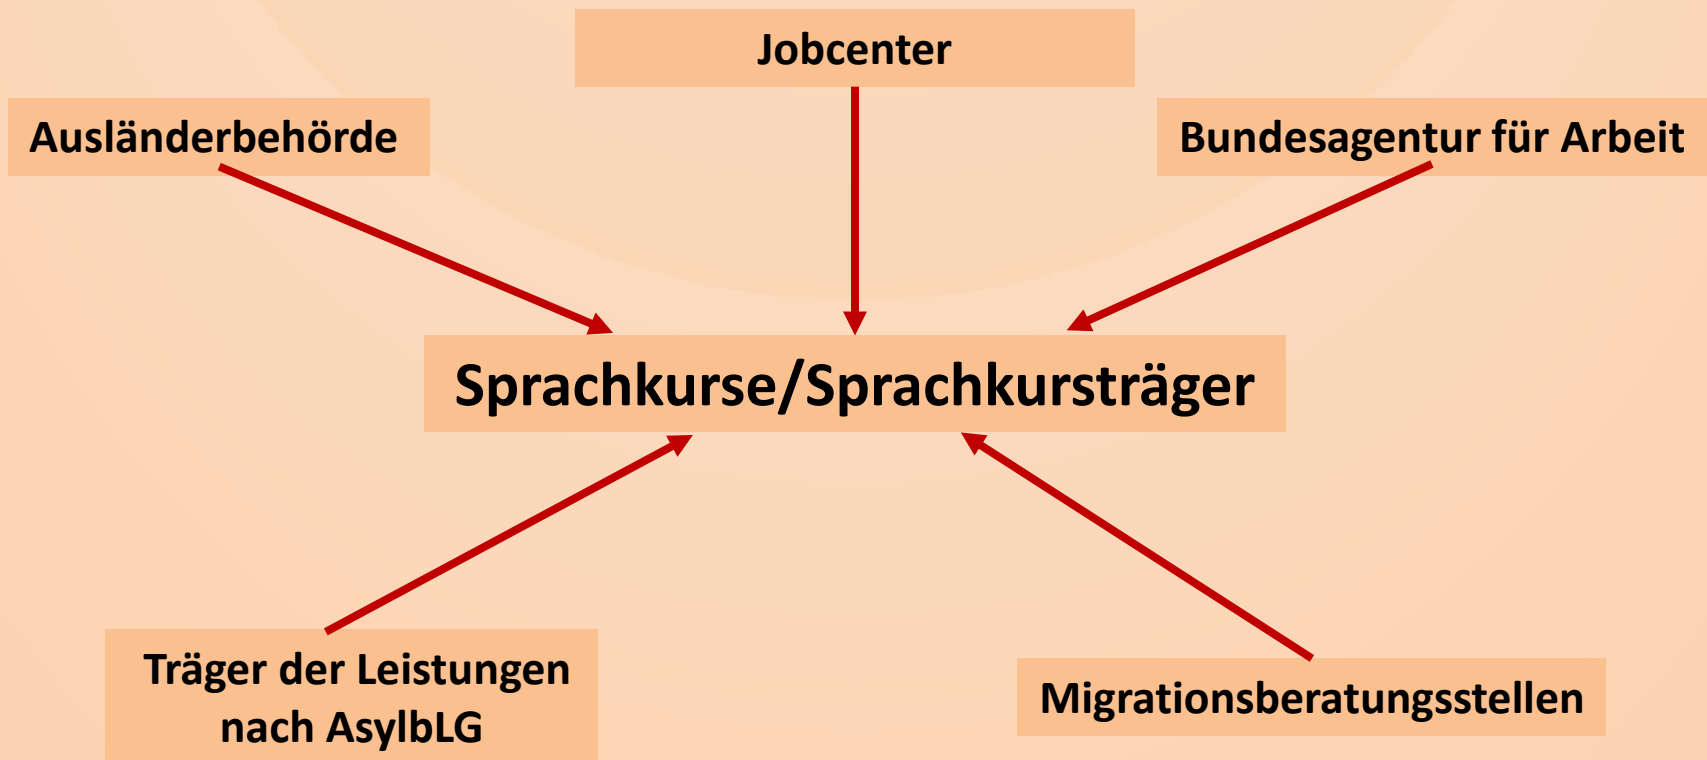 Jobcenter
Ausländerbehörde
Bundesagentur für Arbeit
Sprachkurse/Sprachkursträger
Träger der Leistungen
nach AsylbLG
Migrationsberatungsstellen